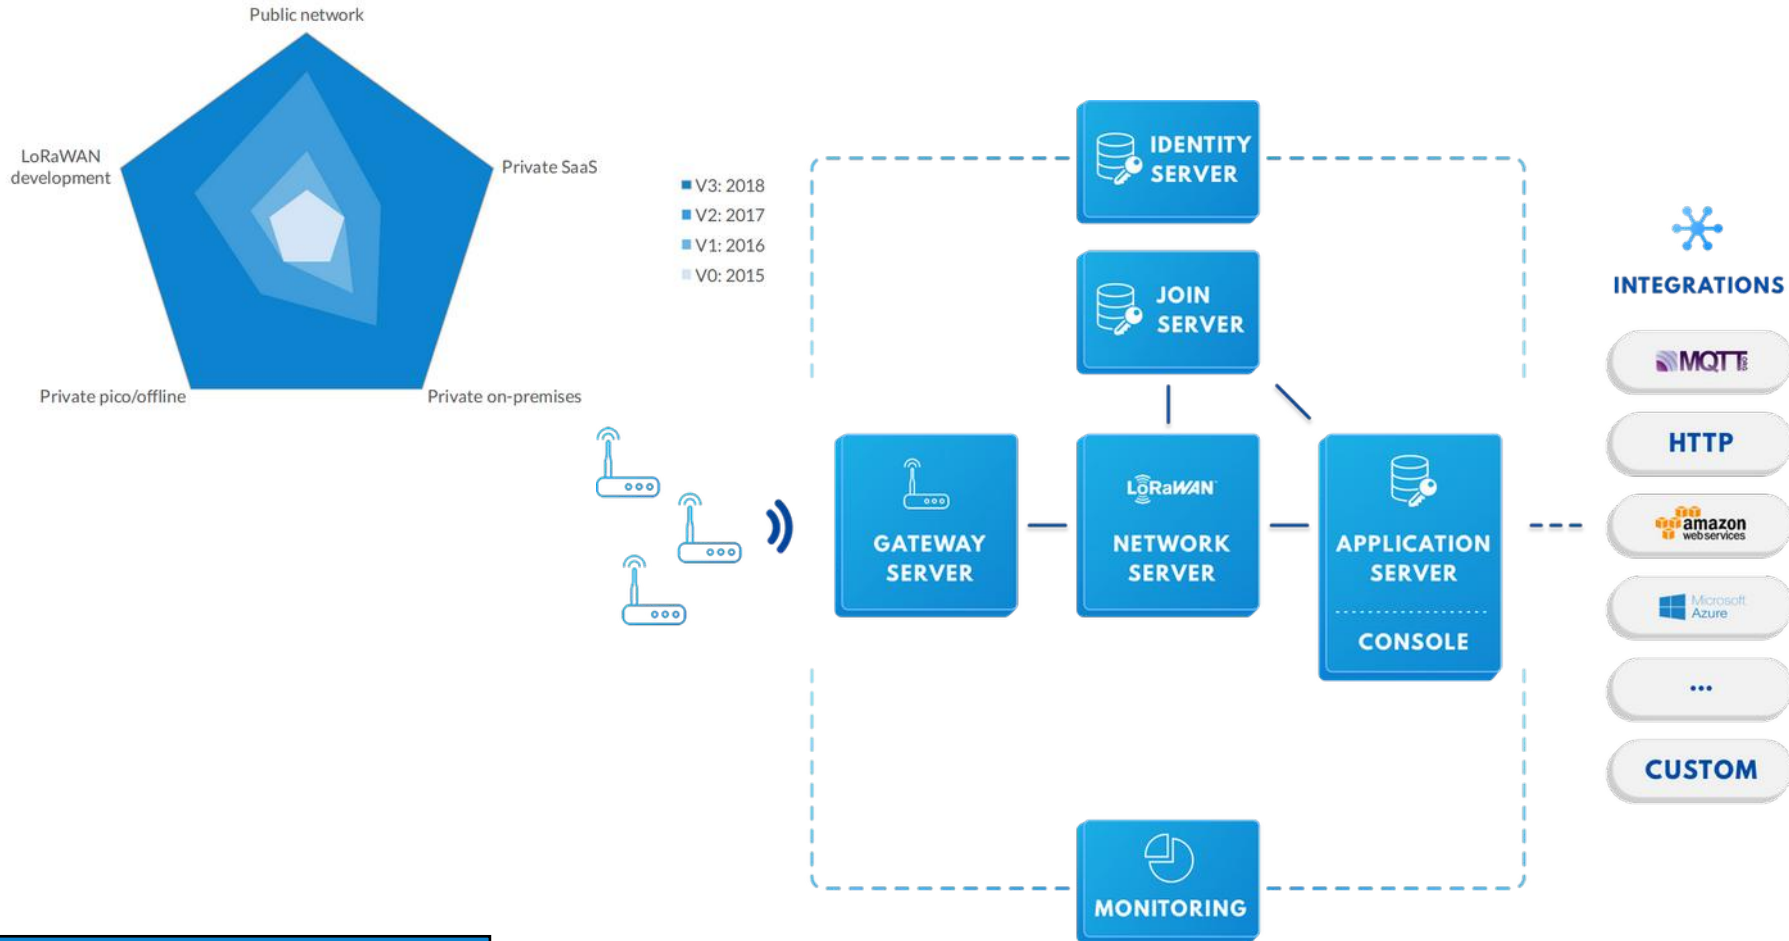 Public network
LoRaWAN
development
Private SaaS
Private pico/offline
Private on-premises
V3: 2018
V2: 2017
V1: 2016
V0: 2015
IDENTITY
SERVER
JOIN
SERVER
GATEWAY
SERVER
LoRaWAN
NETWORK
SERVER
APPLICATION
SERVER
CONSOLE
MONITORING
INTEGRATIONS
MQTT.ORG
HTTP
amazon
webservices
Microsoft
Azure
...
CUSTOM